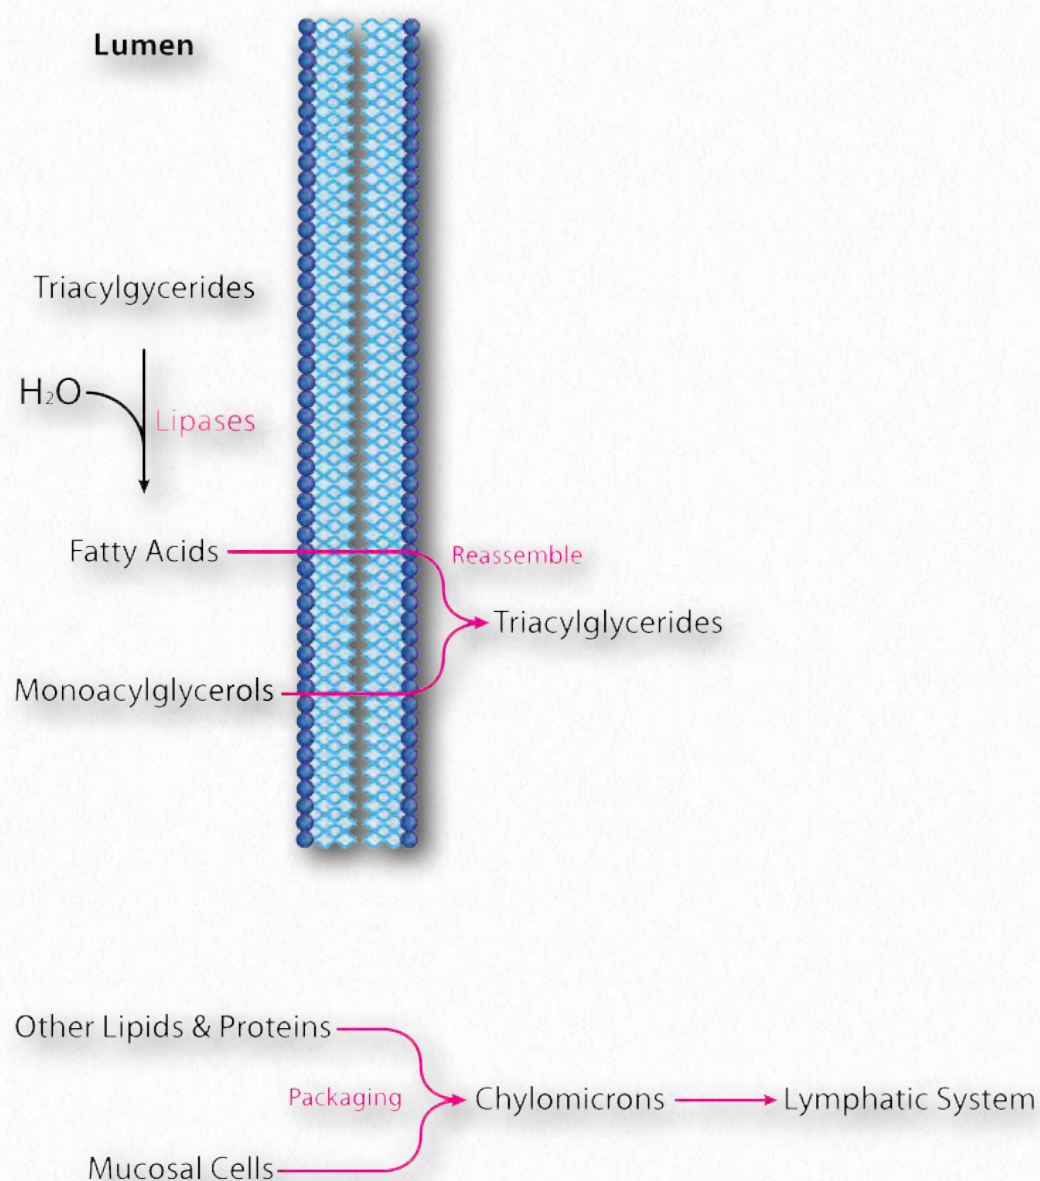 Lumen
Triacylgycerides
H₂O
Lipases
Fatty Acids
Reassemble
Triacylglycerides
Monoacylglycerols
Other Lipids & Proteins
Packaging
Chylomicrons
Lymphatic System
Mucosal Cells